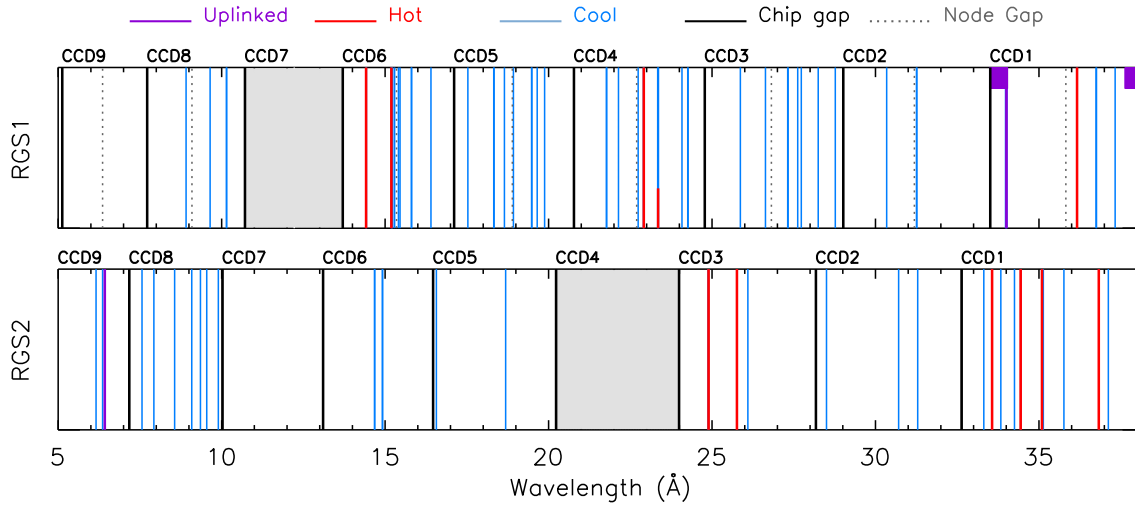 Uplinked Hot Cool Chip gap Node Gap
CCD9 CCD8 CCD7 CCD6 CCD5 CCD4 CCD3 CCD2 CCD1
RGS1
CCD9 CCD8 CCD7 CCD6 CCD5 CCD4 CCD3 CCD2 CCD1
RGS2
5 10 15 20 25 30 35
Wavelength (Å)